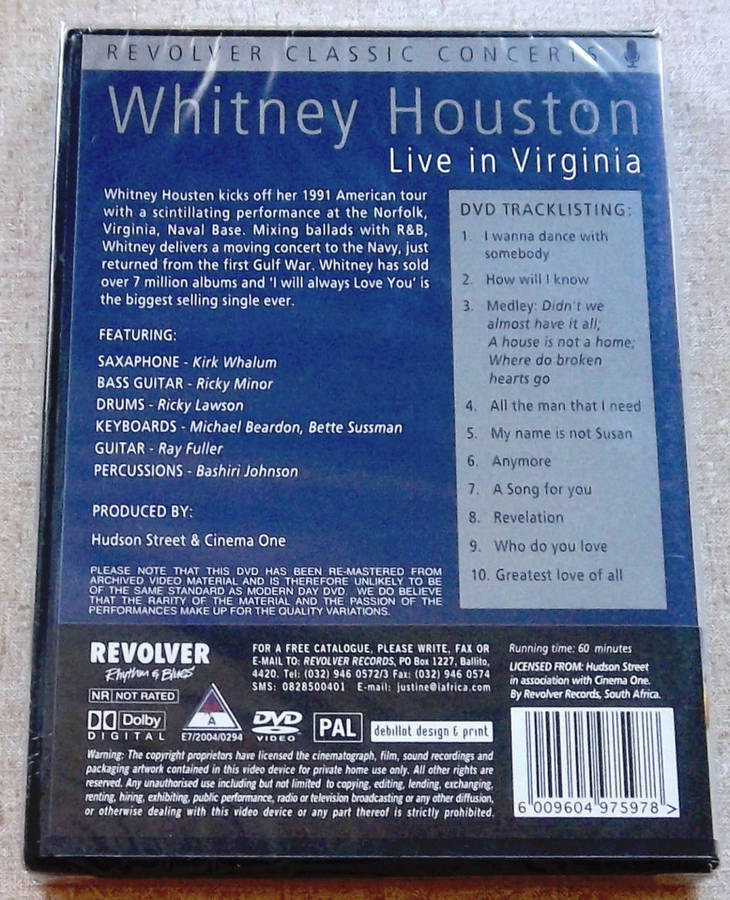 REVOLVER CLASSIC CONCERTS
Whitney Houston
Live in Virginia
Whitney Housten kicks off her 1991 American tour
with a scintillating performance at the Norfolk,
Virginia, Naval Base. Mixing ballads with R&B,
Whitney delivers a moving concert to the Navy, just
returned from the first Gulf War. Whitney has sold
over 7 million albums and 'I will always Love You' is
the biggest selling single ever.
FEATURING:
SAXAPHONE - Kirk Whalum
BASS GUITAR - Ricky Minor
DRUMS - Ricky Lawson
KEYBOARDS - Michael Beardon, Bette Sussman
GUITAR - Ray Fuller
PERCUSSIONS - Bashiri Johnson
PRODUCED BY:
Hudson Street & Cinema One
PLEASE NOTE THAT THIS DVD HAS BEEN RE-MASTERED FROM
ARCHIVED VIDEO MATERIAL AND IS THEREFORE UNLIKELY TO BE
OF THE SAME STANDARD AS MODERN DAY DVD. WE DO BELIEVE
THAT THE RARITY OF THE MATERIAL AND THE PASSION OF THE
PERFORMANCES MAKE UP FOR THE QUALITY VARIATIONS.
DVD TRACKLISTING:
1. I wanna dance with
somebody
2. How will I know
3. Medley: Didn't we
almost have it all;
A house is not a home;
Where do broken
hearts go
4. All the man that I need
5. My name is not Susan
6. Anymore
7. A Song for you
8. Revelation
9. Who do you love
10. Greatest love of all
REVOLVER
Rhythm & Blues
NR NOT RATED
Dolby
DIGITAL
A
E7/2004/0294
DVD
VIDEO
PAL
debillot design & print
FOR A FREE CATALOGUE, PLEASE WRITE, FAX OR
E-MAIL TO: REVOLVER RECORDS, PO Box 1227, Ballito,
4420. Tel: (032) 946 0572/3 Fax: (032) 946 0574
SMS: 0828500401 E-mail: justine@iafrica.com
Running time: 60 minutes
LICENSED FROM: Hudson Street
in association with Cinema One.
By Revolver Records, South Africa.
Warning: The copyright proprietors have licensed the cinematograph, film, sound recordings and
packaging artwork contained in this video device for private home use only. All other rights are
reserved. Any unauthorised use including but not limited to copying, editing, lending, exchanging,
renting, hiring, exhibiting, public performance, radio or television broadcasting or any other diffusion,
or otherwise dealing with this video device or any part thereof is strictly prohibited.
6 009604 975978 >